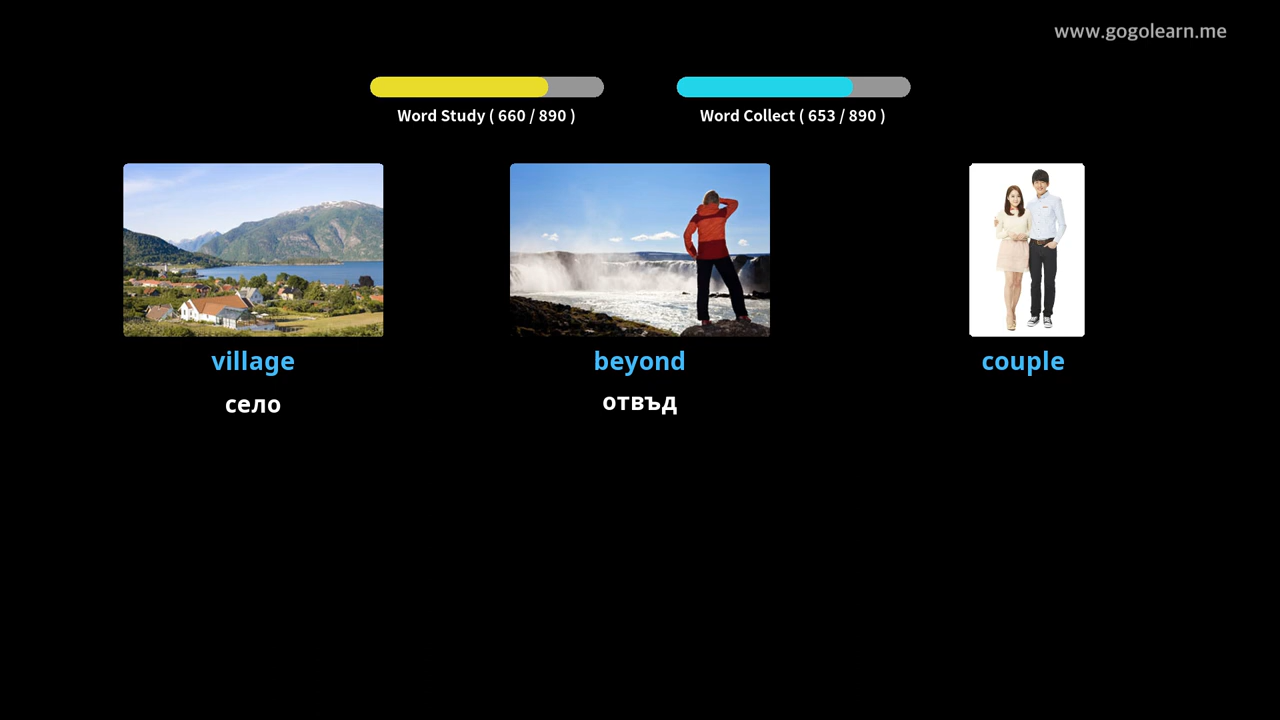 www.gogolearn.me
Word Study ( 660 / 890 )
Word Collect ( 653 / 890 )
village
beyond
couple
село
отвъд